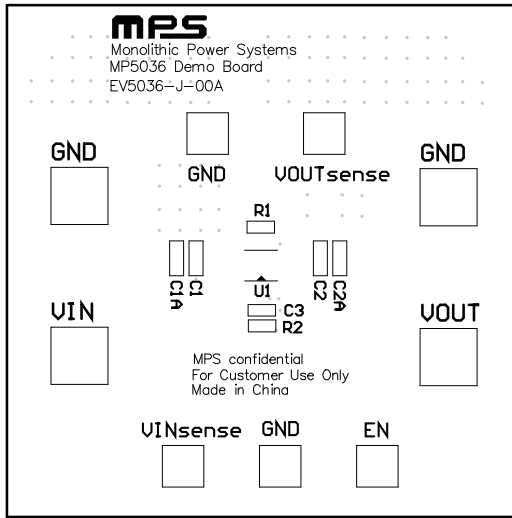 MPS
Monolithic Power Systems
MP5036 Demo Board
EV5036-J-00A
GND
GND
VOUTsense
GND
R1
C1A
C1
C2
C2A
U1
VIN
C3
VOUT
R2
MPS confidential
For Customer Use Only
Made in China
VINsense
GND
EN